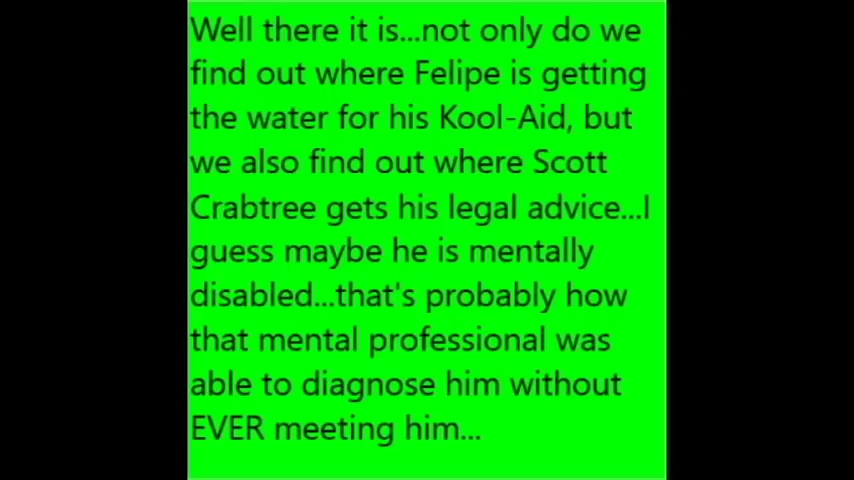 Well there it is...not only do we
find out where Felipe is getting
the water for his Kool-Aid, but
we also find out where Scott
Crabtree gets his legal advice...I
guess maybe he is mentally
disabled...that's probably how
that mental professional was
able to diagnose him without
EVER meeting him...